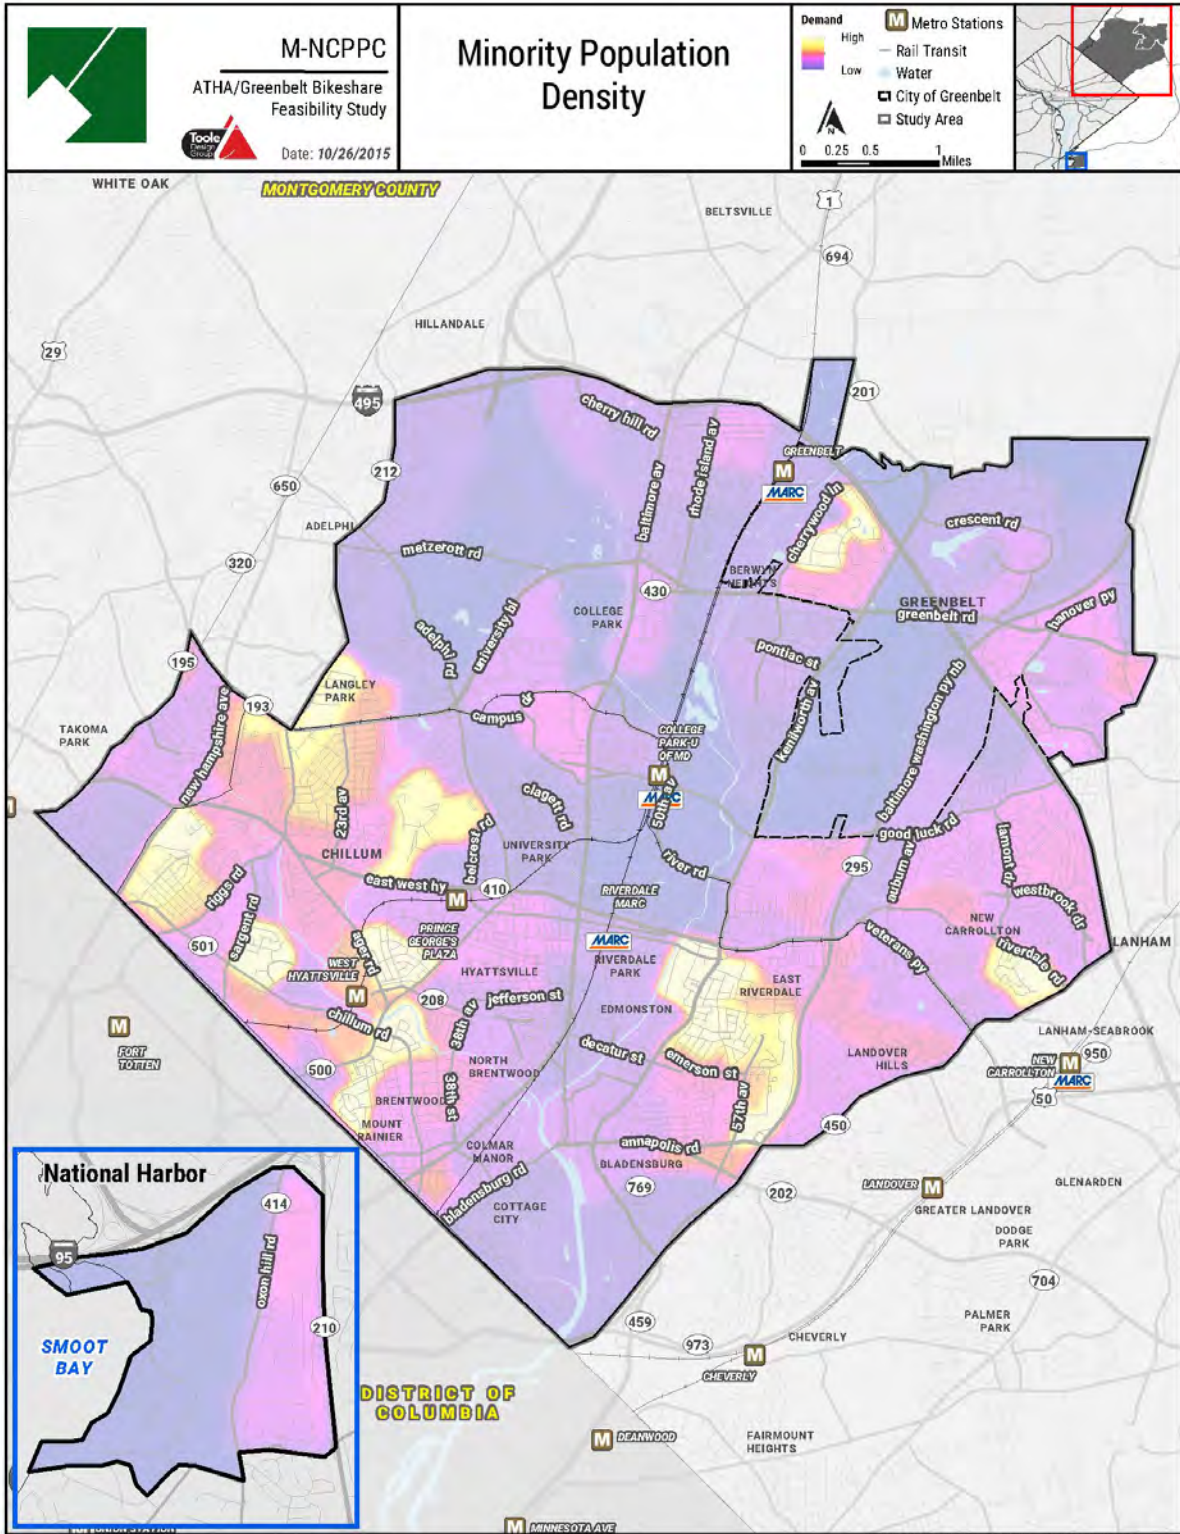 M-NCPPC
ATHA/Greenbelt Bikeshare
Feasibility Study
Toole
Design
Group
Date: 10/26/2015
Minority Population
Density
Demand
High
Low
M Metro Stations
Rail Transit
Water
City of Greenbelt
Study Area
N
0 0.25 0.5 1
Miles
WHITE OAK
MONTGOMERY COUNTY
BELTSVILLE
1
694
HILLANDALE
29
495
201
cherry hill rd
baltimore av
rhode island av
GREENBELT
M
MARC
212
650
ADELPHI
metzerott rd
cherrywood ln
crescent rd
320
BERWYN
HEIGHTS
430
COLLEGE
PARK
GREENBELT
greenbelt rd
hanover py
adelphi rd
university bl
pontiac st
195
LANGLEY
PARK
193
new hampshire ave
TAKOMA
PARK
campus dr
COLLEGE
PARK-U
OF MD
M
MARC
50th av
kenilworth av
baltimore washington py nb
23rd av
clagett rd
CHILLUM
belcrest rd
UNIVERSITY
PARK
good luck rd
river rd
295
auburn av
lamont dr
westbrook dr
east west hy
410
M
riggs rd
sargent rd
RIVERDALE
MARC
PRINCE
GEORGE'S
PLAZA
NEW
CARROLLTON
501
ager rd
MARC
veterans py
riverdale rd
LANHAM
WEST
HYATTSVILLE
M
HYATTSVILLE
RIVERDALE
PARK
EAST
RIVERDALE
208
jefferson st
EDMONSTON
chillum rd
38th av
M
FORT
TOTTEN
LANHAM-SEABROOK
decatur st
emerson st
LANDOVER
HILLS
NEW
CARROLLTON
M
950
MARC
500
NORTH
BRENTWOOD
38th st
57th av
50
BRENTWOOD
MOUNT
RAINIER
450
COLMAR
MANOR
annapolis rd
BLADENSBURG
bladensburg rd
769
202
LANDOVER
M
GLENARDEN
COTTAGE
CITY
GREATER LANDOVER
DODGE
PARK
704
National Harbor
414
95
oxon hill rd
210
SMOOT
BAY
459
973
CHEVERLY
PALMER
PARK
M
CHEVERLY
DISTRICT OF
COLUMBIA
M
DEANWOOD
FAIRMOUNT
HEIGHTS
M
MINNESOTA AVE